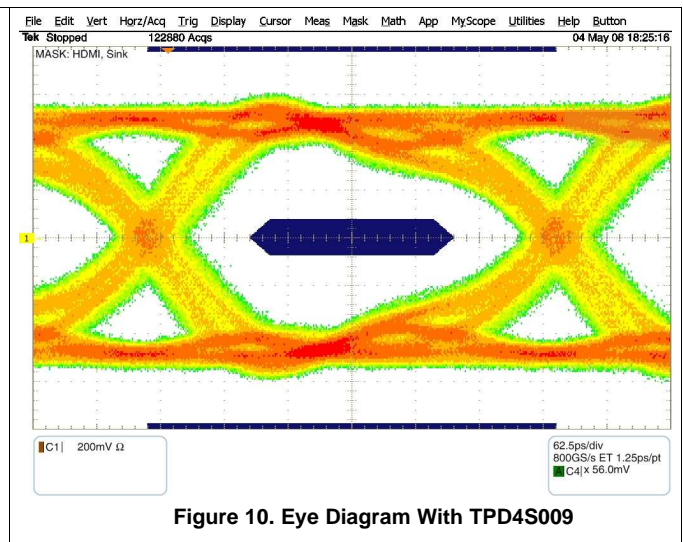 File Edit Vert Horz/Acq Trig Display Cursor Meas Mask Math App MyScope Utilities Help Button
Tek Stopped 122880 Acqs 04 May 08 18:25:16
MASK: HDMI, Sink
1
C1 200mV Ω
62.5ps/div
800GS/s ET 1.25ps/pt
A C4 x 56.0mV
Figure 10. Eye Diagram With TPD4S009